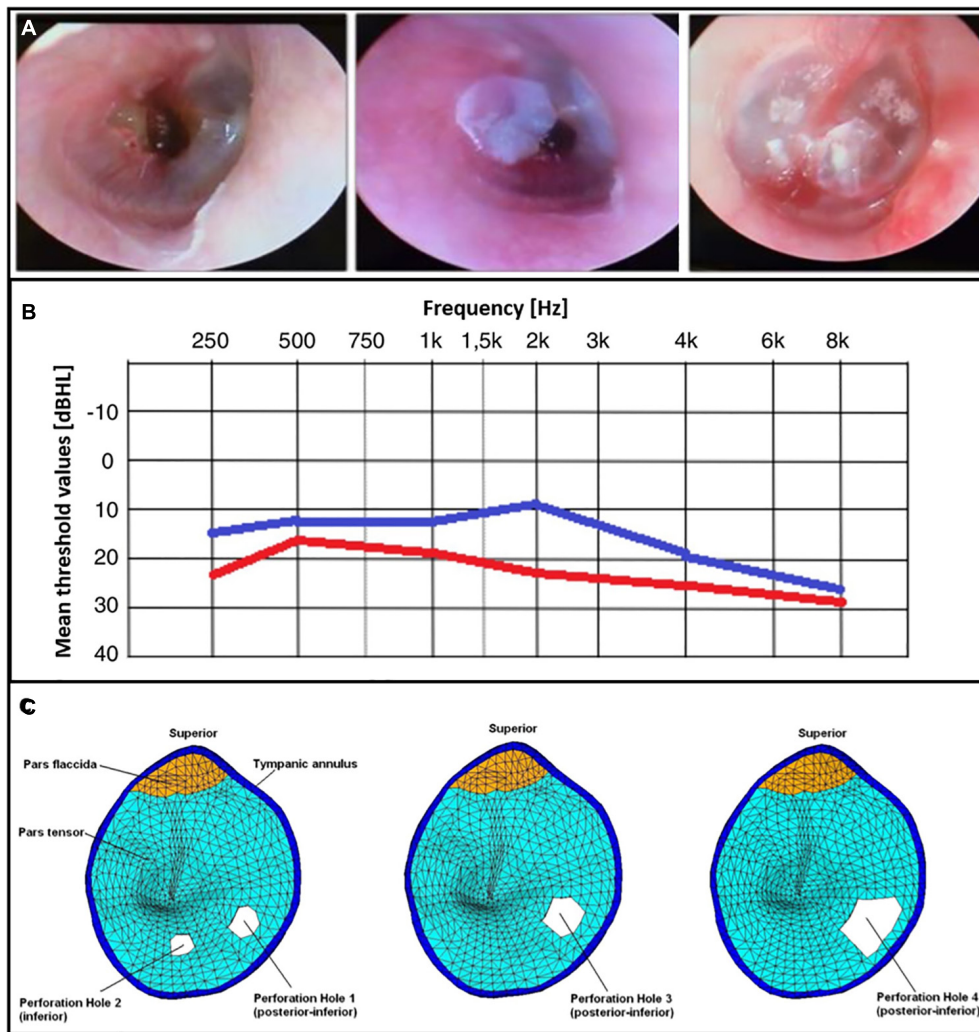 A
B
Frequency [Hz]
250 500 750 1k 1,5k 2k 3k 4k 6k 8k
Mean threshold values [dBHL]
-10
0
10
20
30
40
C
Superior
Pars flaccida
Tympanic annulus
Pars tensor
Perforation Hole 2
(inferior)
Perforation Hole 1
(posterior-inferior)
Superior
Perforation Hole 3
(posterior-inferior)
Superior
Perforation Hole 4
(posterior-inferior)